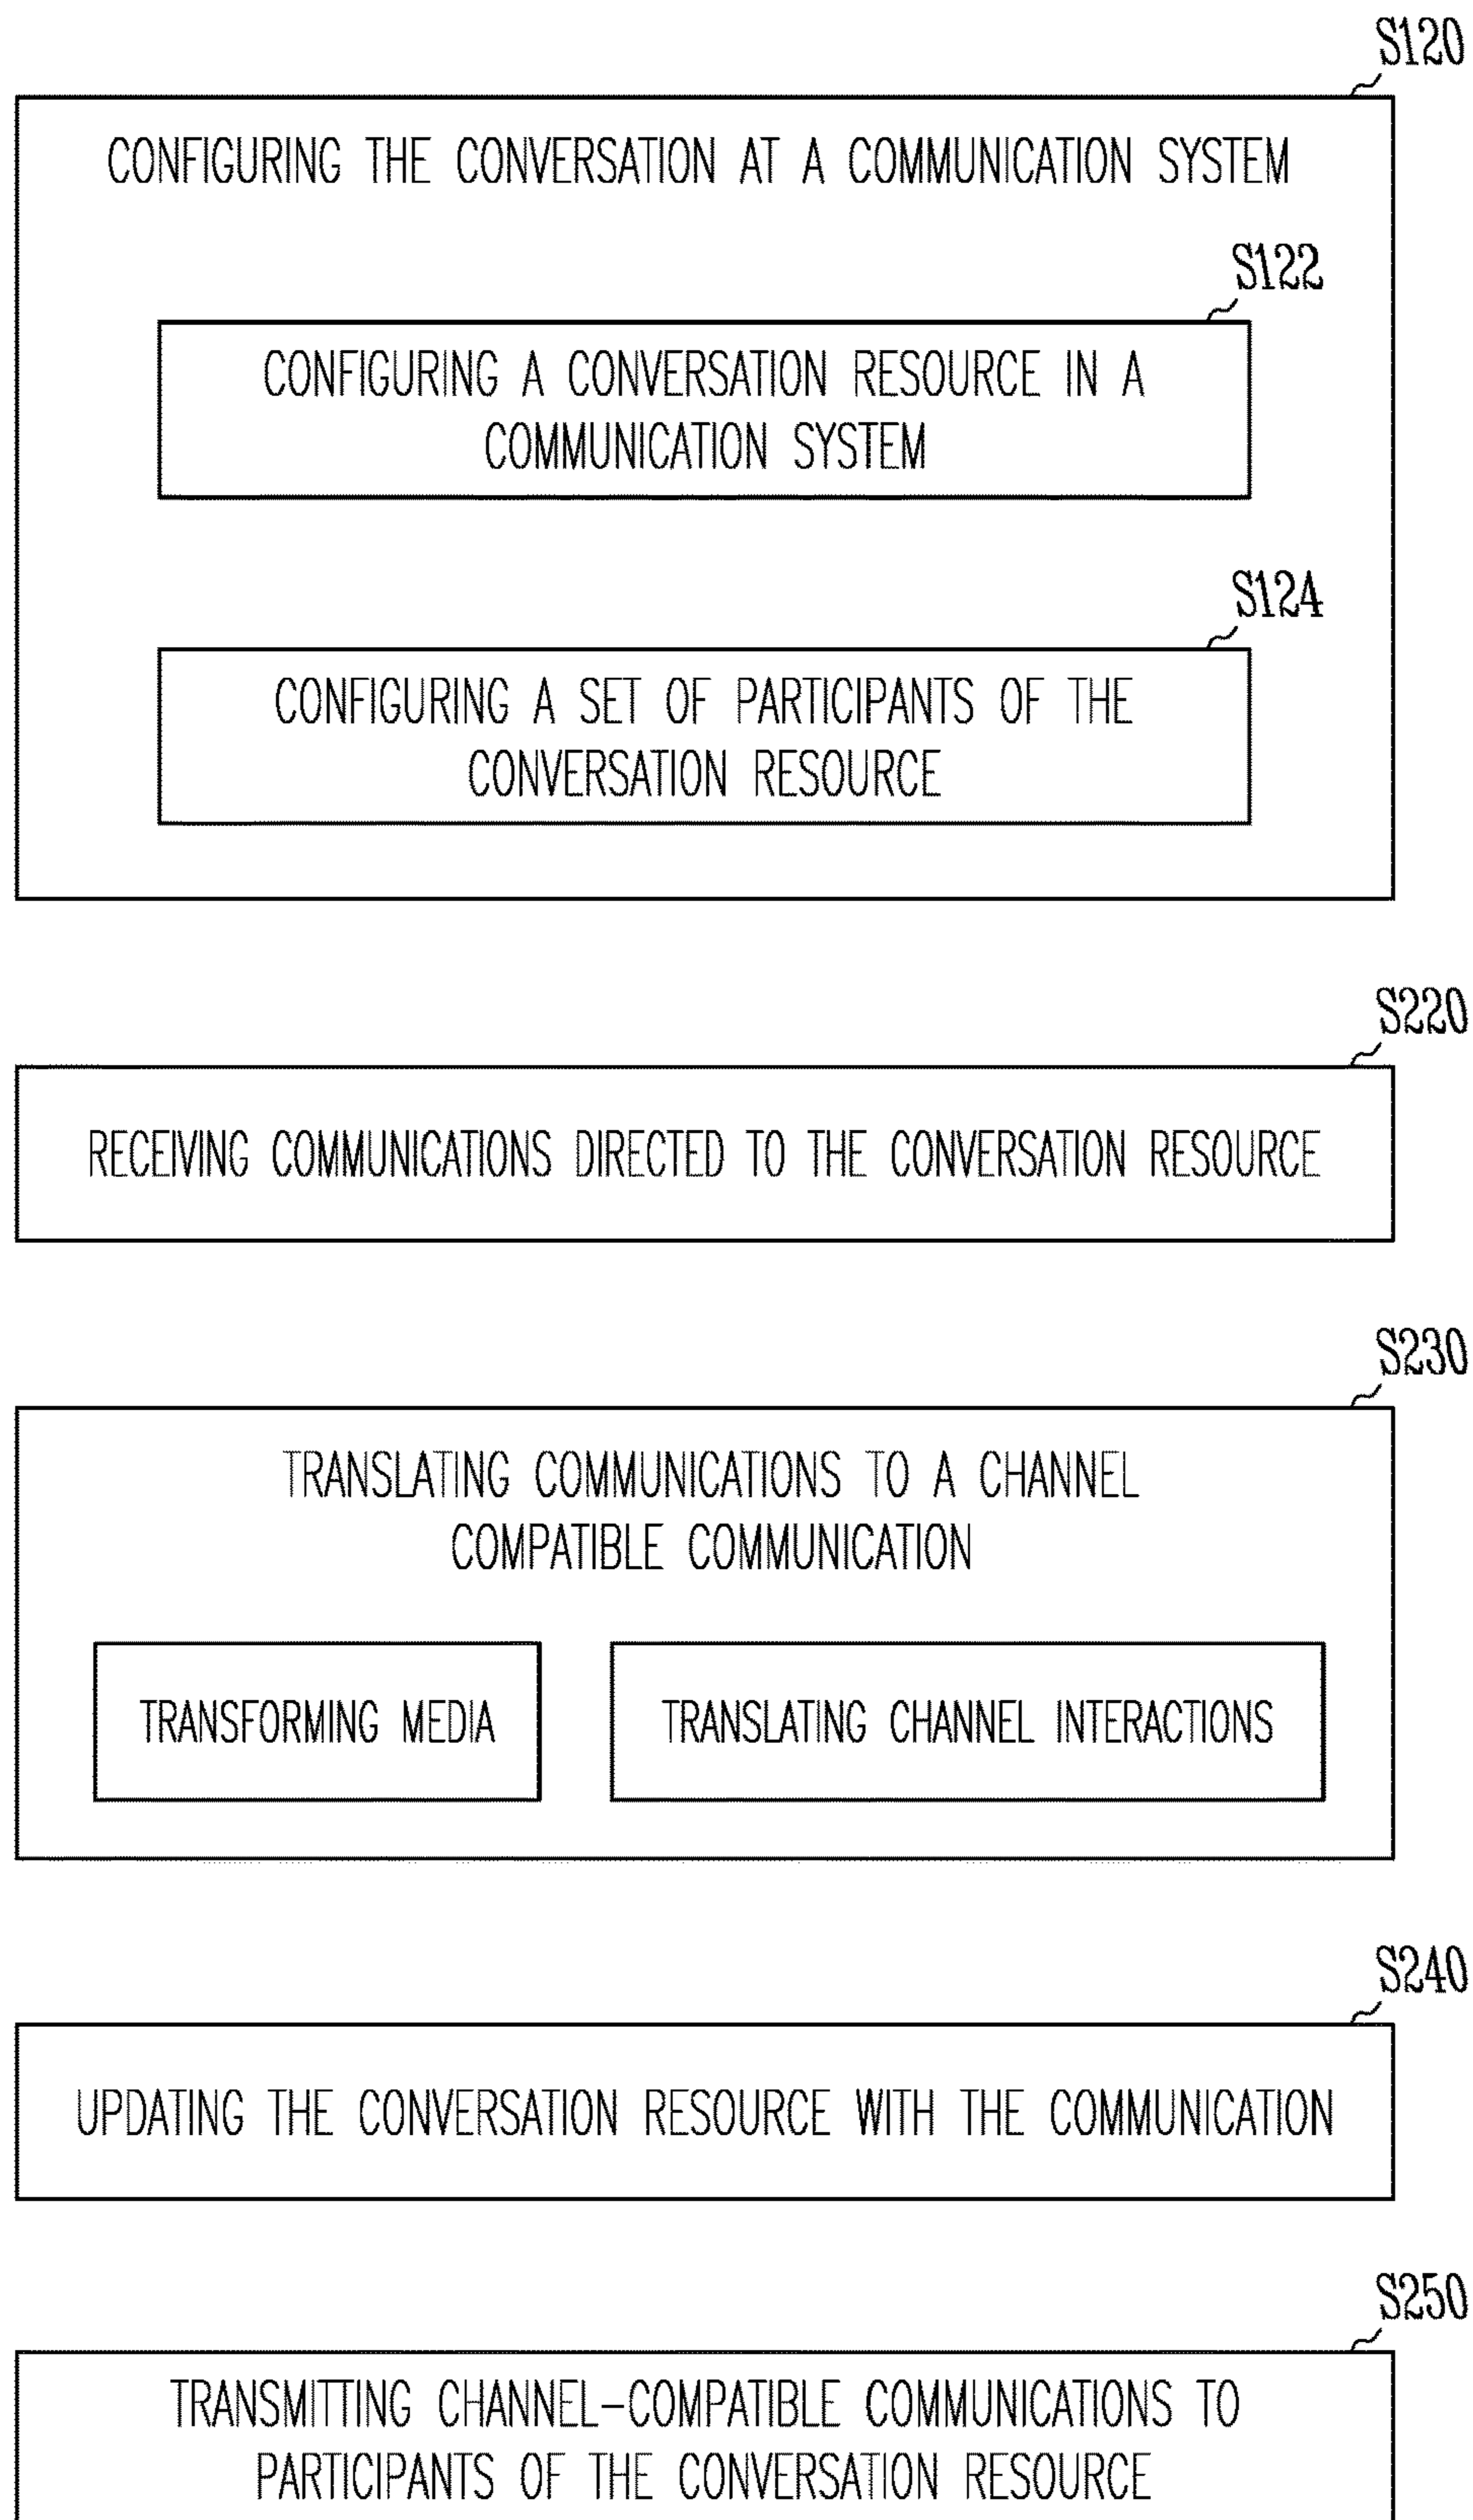 S120
CONFIGURING THE CONVERSATION AT A COMMUNICATION SYSTEM
S122
CONFIGURING A CONVERSATION RESOURCE IN A
COMMUNICATION SYSTEM
S124
CONFIGURING A SET OF PARTICIPANTS OF THE
CONVERSATION RESOURCE
S220
RECEIVING COMMUNICATIONS DIRECTED TO THE CONVERSATION RESOURCE
S230
TRANSLATING COMMUNICATIONS TO A CHANNEL
COMPATIBLE COMMUNICATION
TRANSFORMING MEDIA
TRANSLATING CHANNEL INTERACTIONS
S240
UPDATING THE CONVERSATION RESOURCE WITH THE COMMUNICATION
S250
TRANSMITTING CHANNEL-COMPATIBLE COMMUNICATIONS TO
PARTICIPANTS OF THE CONVERSATION RESOURCE